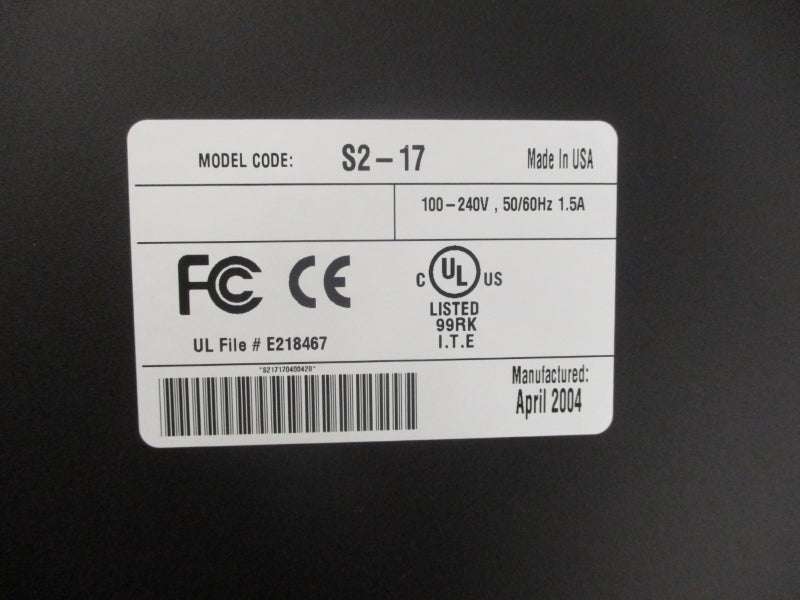 MODEL CODE: S2-17 Made In USA
100-240V , 50/60Hz 1.5A
FC CE
C UL US
LISTED
99RK
I.T.E
UL File # E218467
*S217170400429*
Manufactured:
April 2004